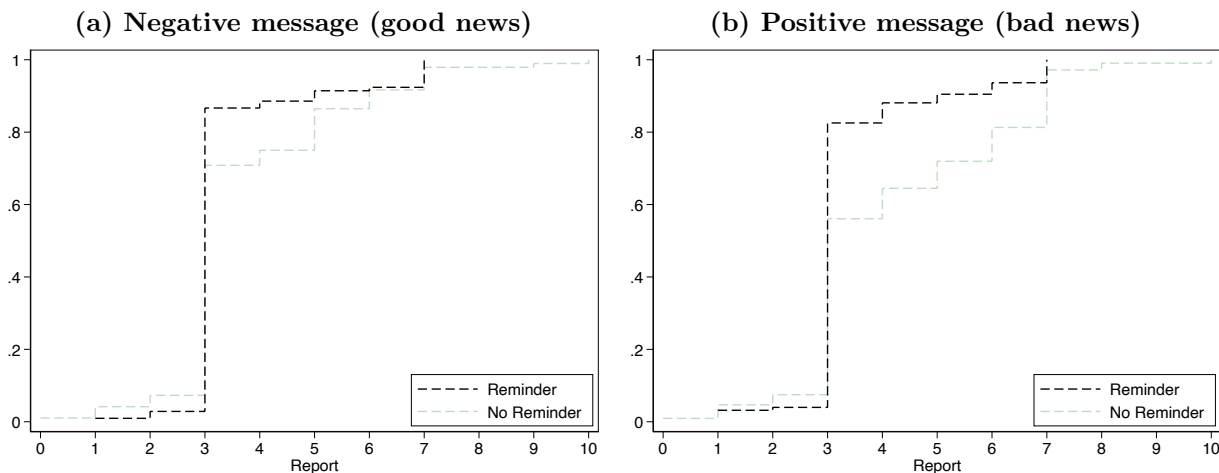 (a) Negative message (good news)
1
.8
.6
.4
.2
0
0 1 2 3 4 5 6 7 8 9 10
Report
Reminder
No Reminder
(b) Positive message (bad news)
1
.8
.6
.4
.2
0
0 1 2 3 4 5 6 7 8 9 10
Report
Reminder
No Reminder